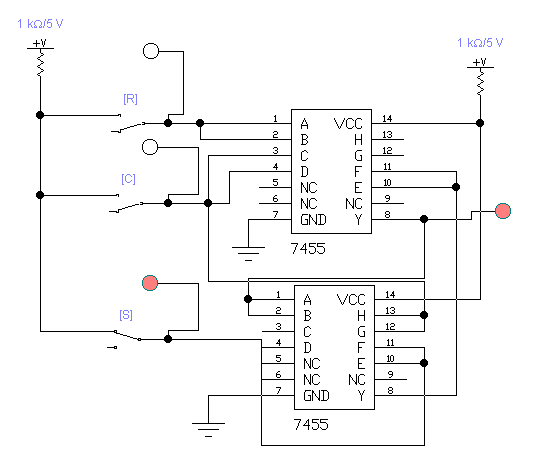 1 kΩ/5 V
+V
1 kΩ/5 V
+V
[R]
[C]
[S]
1 A VCC 14
2 B H 13
3 C G 12
4 D F 11
5 NC E 10
6 NC NC 9
7 GND Y 8
7455
1 A VCC 14
2 B H 13
3 C G 12
4 D F 11
5 NC E 10
6 NC NC 9
7 GND Y 8
7455